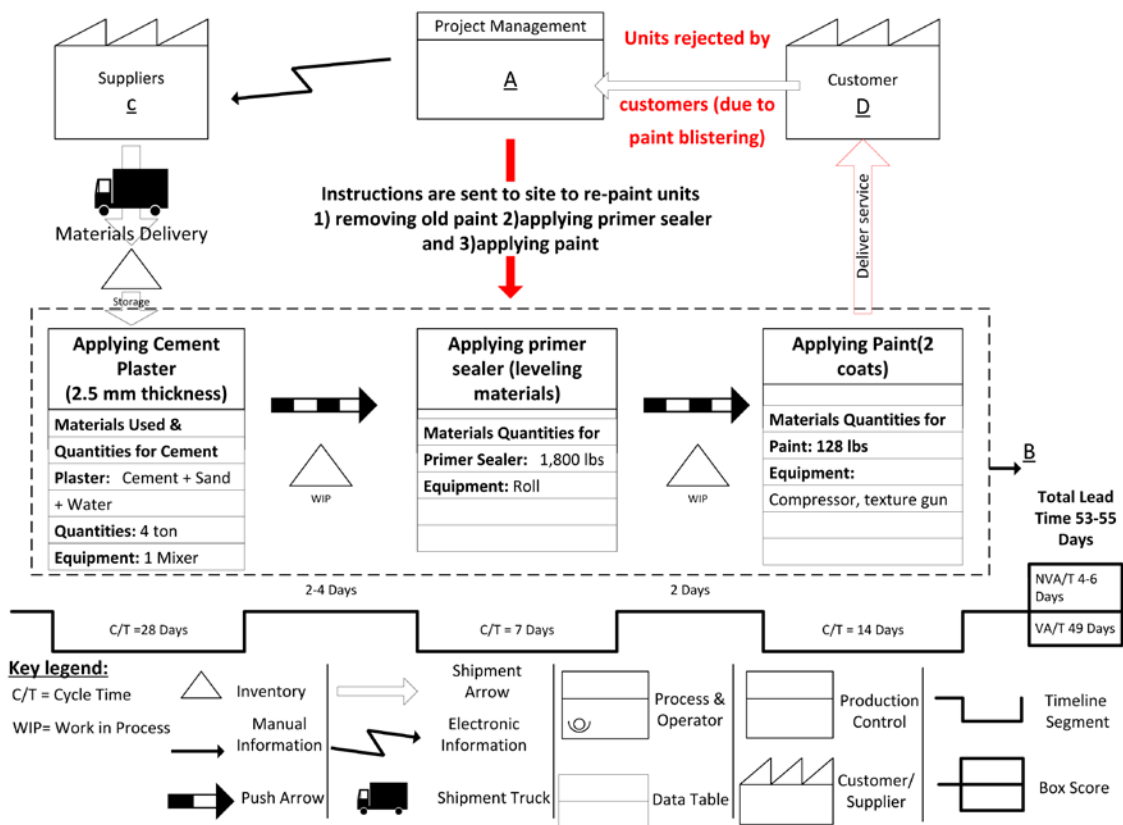 Project Management
A
Suppliers
c
Units rejected by
customers (due to
paint blistering)
Customer
D
Materials Delivery
Storage
Instructions are sent to site to re-paint units
1) removing old paint 2)applying primer sealer
and 3)applying paint
Deliver service
Applying Cement
Plaster
(2.5 mm thickness)
Materials Used &
Quantities for Cement
Plaster: Cement + Sand
+ Water
Quantities: 4 ton
Equipment: 1 Mixer
WIP
Applying primer
sealer (leveling
materials)
Materials Quantities for
Primer Sealer: 1,800 lbs
Equipment: Roll
WIP
Applying Paint(2
coats)
Materials Quantities for
Paint: 128 lbs
Equipment:
Compressor, texture gun
B
Total Lead
Time 53-55
Days
2-4 Days
2 Days
C/T =28 Days
C/T = 7 Days
C/T = 14 Days
NVA/T 4-6
Days
VA/T 49 Days
Key legend:
C/T = Cycle Time
WIP= Work in Process
Inventory
Manual
Information
Push Arrow
Shipment
Arrow
Electronic
Information
Shipment Truck
Process &
Operator
Data Table
Production
Control
Customer/
Supplier
Timeline
Segment
Box Score